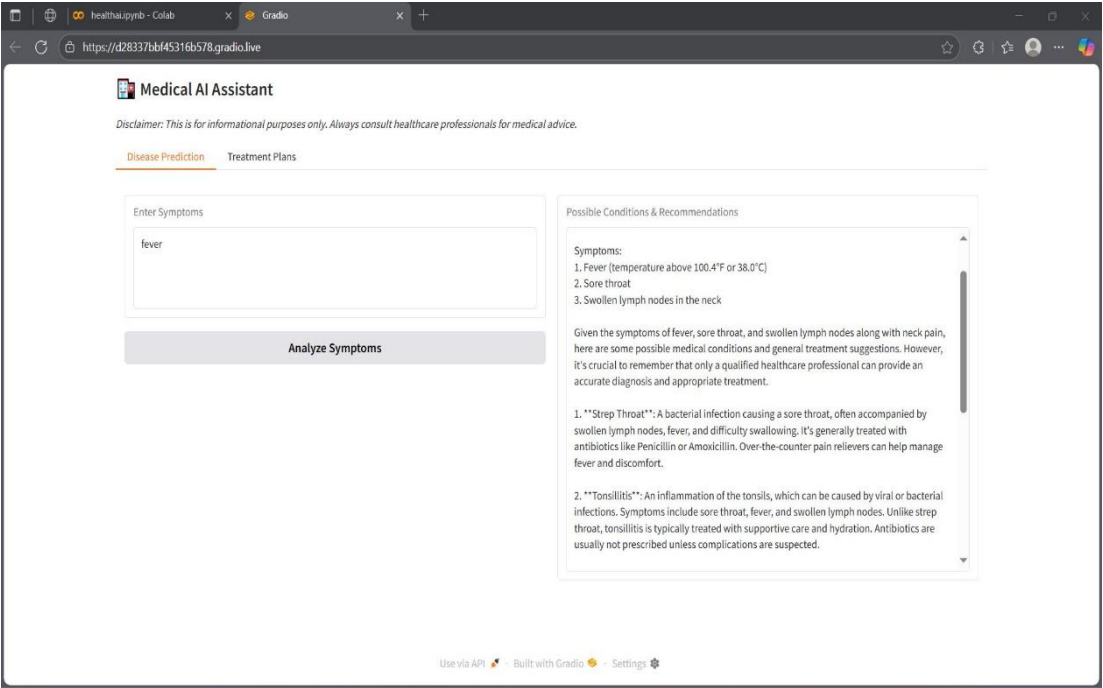 healthai.ipynb - Colab
Gradio
https://d28337bbf45316b578.gradio.live
Medical AI Assistant
Disclaimer: This is for informational purposes only. Always consult healthcare professionals for medical advice.
Disease Prediction Treatment Plans
Enter Symptoms
fever
Analyze Symptoms
Possible Conditions & Recommendations
Symptoms:
1. Fever (temperature above 100.4°F or 38.0°C)
2. Sore throat
3. Swollen lymph nodes in the neck
Given the symptoms of fever, sore throat, and swollen lymph nodes along with neck pain,
here are some possible medical conditions and general treatment suggestions. However,
it's crucial to remember that only a qualified healthcare professional can provide an
accurate diagnosis and appropriate treatment.
1. **Strep Throat**: A bacterial infection causing a sore throat, often accompanied by
swollen lymph nodes, fever, and difficulty swallowing. It's generally treated with
antibiotics like Penicillin or Amoxicillin. Over-the-counter pain relievers can help manage
fever and discomfort.
2. **Tonsillitis**: An inflammation of the tonsils, which can be caused by viral or bacterial
infections. Symptoms include sore throat, fever, and swollen lymph nodes. Unlike strep
throat, tonsillitis is typically treated with supportive care and hydration. Antibiotics are
usually not prescribed unless complications are suspected.
Use via API · Built with Gradio · Settings